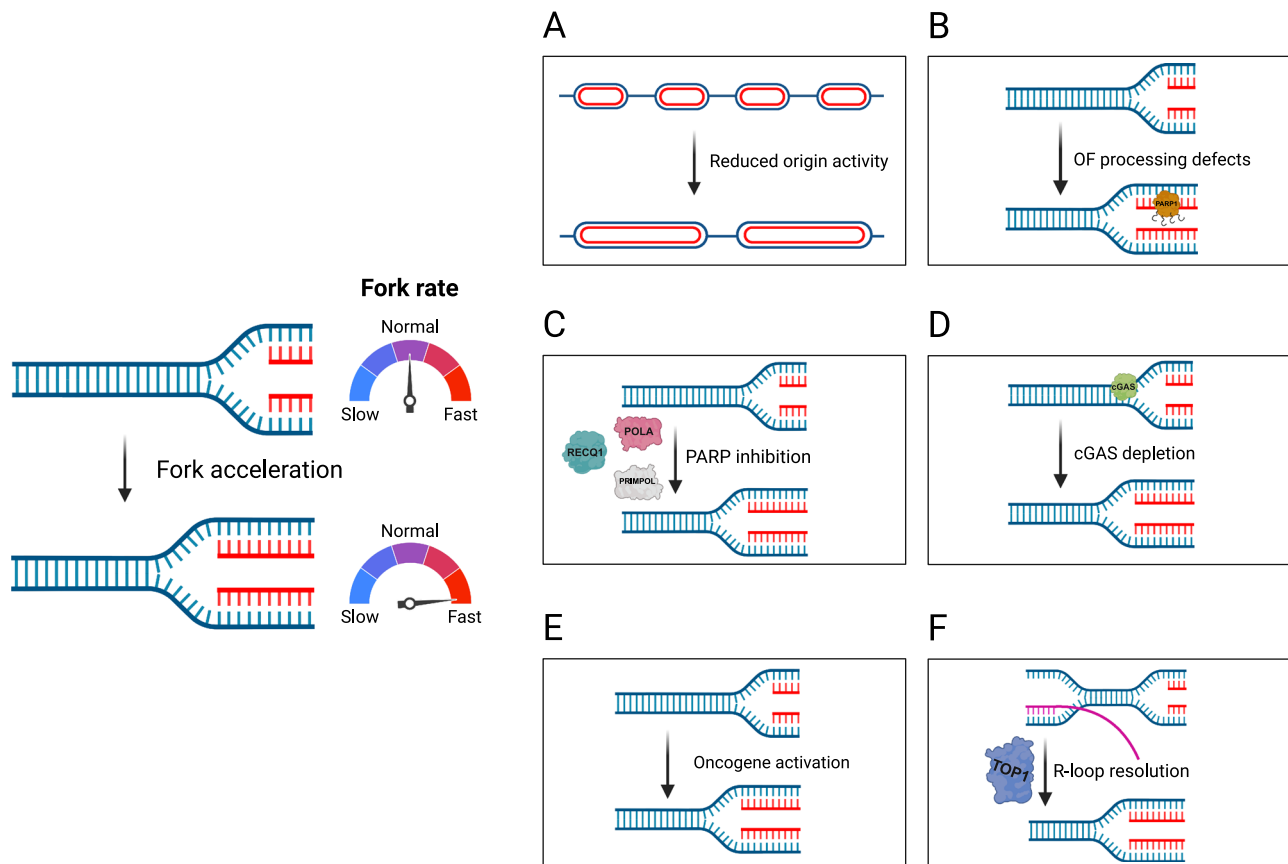 Fork rate
Normal
Slow
Fast
Fork acceleration
Normal
Slow
Fast
A
Reduced origin activity
B
OF processing defects
PARP1
C
POLA
RECQ1
PRIMPOL
PARP inhibition
D
cGAS
cGAS depletion
E
Oncogene activation
F
TOP1
R-loop resolution